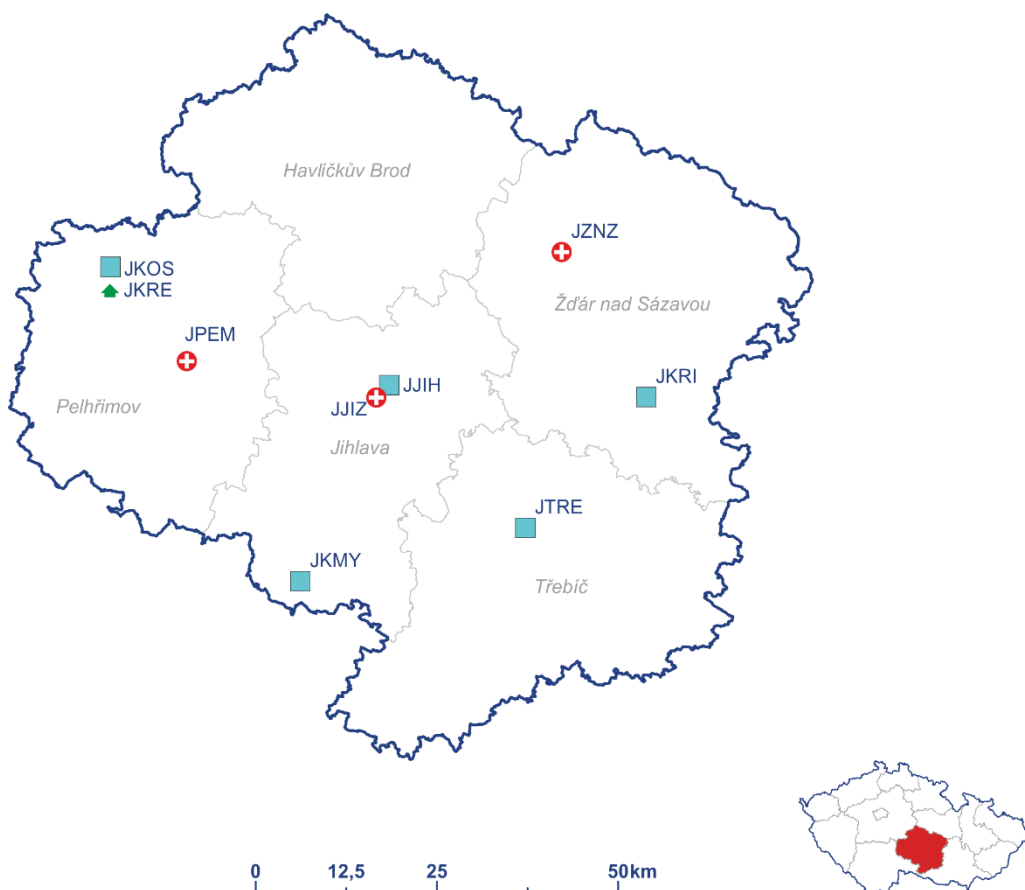 Havlíčkův Brod
JZNZ
JKOS
JKRE
Žďár nad Sázavou
JPEM
JJIH
JKRI
JJIZ
Pelhřimov
Jihlava
JTRE
JKMY
Třebíč
0 12,5 25 50km